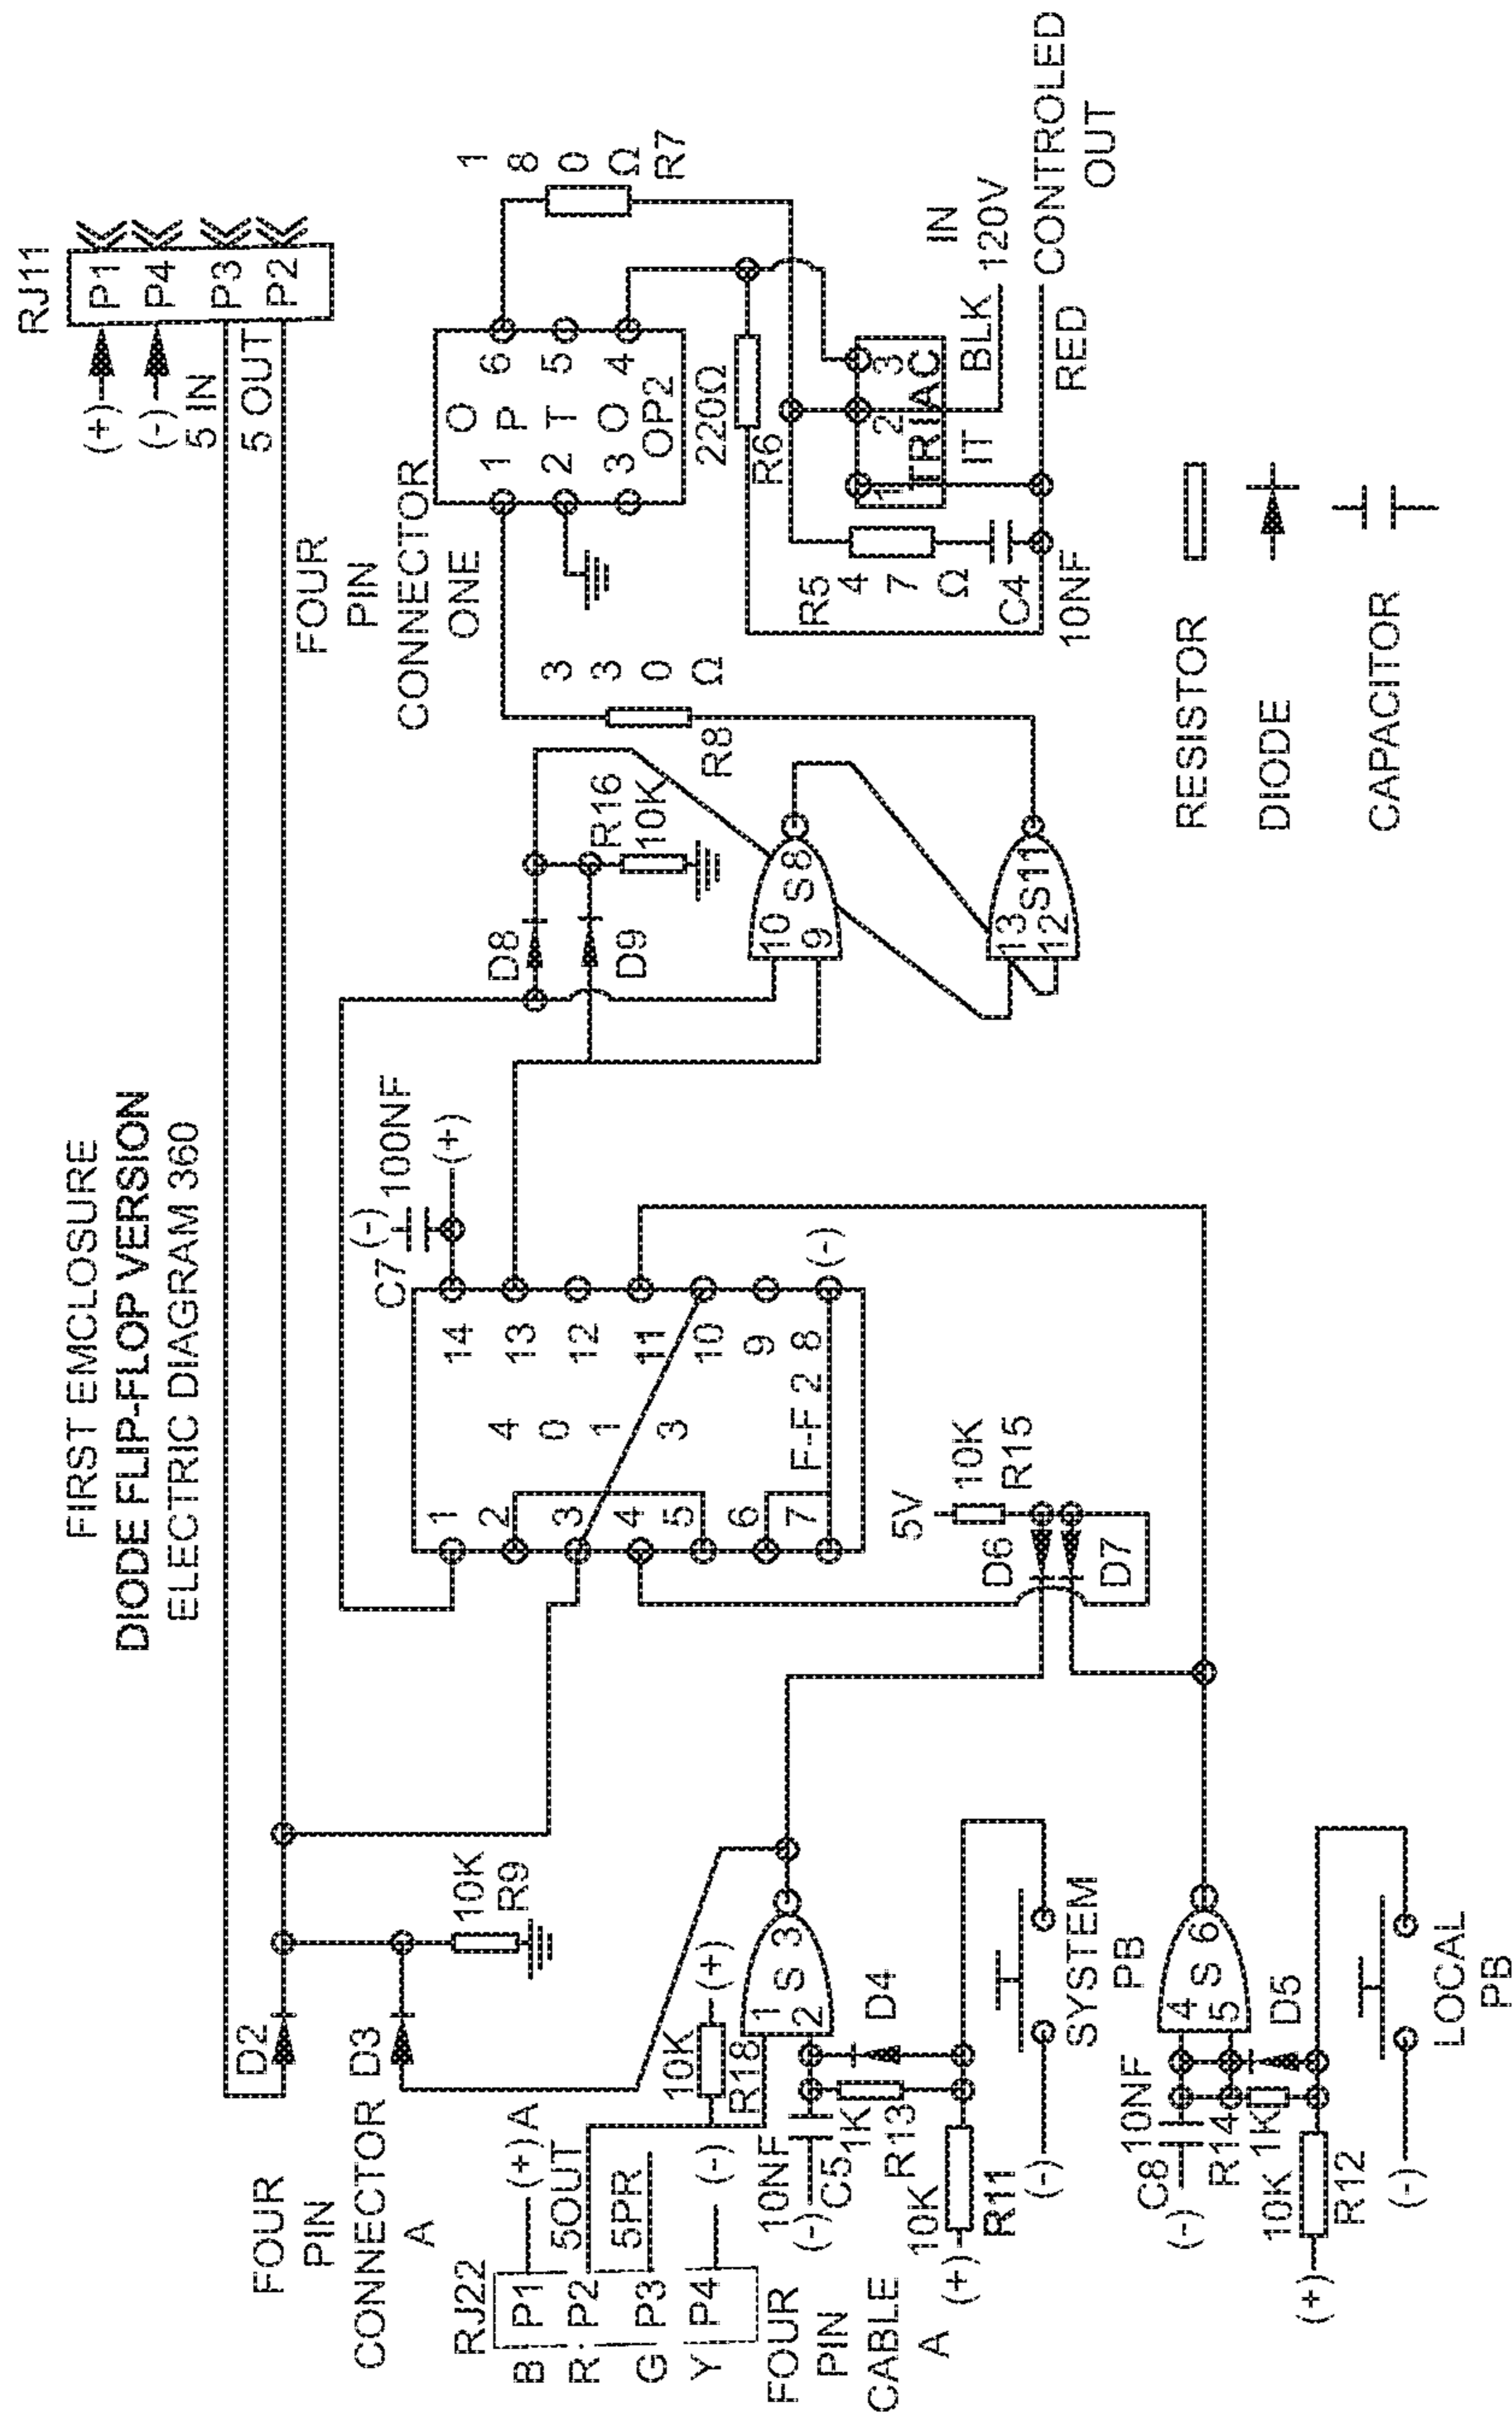 FIRST EMCLOSURE
DIODE FLIP-FLOP VERSION
ELECTRIC DIAGRAM 360
RJ11
P1
P4
P3
P2
(+)
(-)
5 IN
5 OUT
FOUR
PIN
CONNECTOR
ONE
FOUR
PIN
CONNECTOR
A
D2
D3
10K
R9
RJ22
B P1
R P2
G P3
Y P4
(+) A
5OUT
5PR
(-)
FOUR
PIN
CABLE
A
10K
R18
(+)
1
2
S 3
10NF
(-)
C5
1K
R13
D4
10K
(+)
R11
(-)
SYSTEM
PB
4
5
S 6
C8 10NF
(-)
R14
1K
D5
10K
R12
(+)
(-)
LOCAL
PB
C7
(-)
100NF
(+)
1
2
3
4
5
6
7
4
0
1
3
F-F 2
14
13
12
11
10
9
8
(-)
5V
10K
R15
D6
D7
D8
D9
R16
10K
10
9
S8
13
12
S11
3
3
0
Ω
R8
O
P
T
O
OP2
1
2
3
6
5
4
1
8
0
Ω
R7
220Ω
R6
1
2
3
TRIAC
IT
R5
4
7
Ω
C4
10NF
IN
BLK 120V
RED
CONTROLED
OUT
RESISTOR
DIODE
CAPACITOR